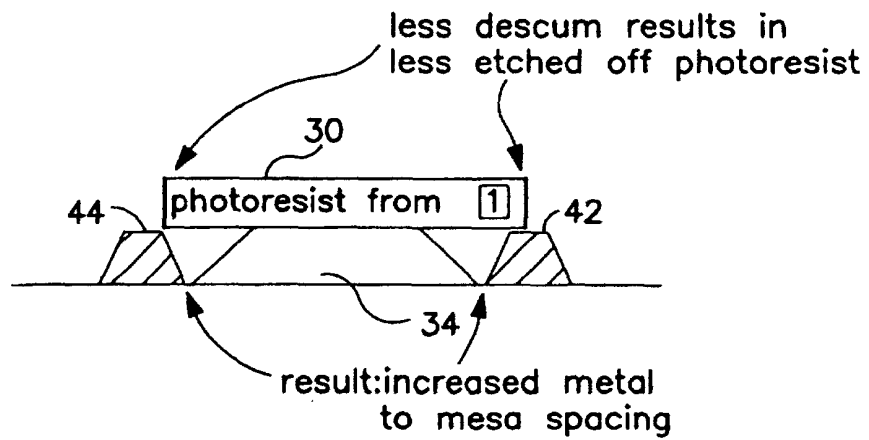 less descum results in
less etched off photoresist
30
photoresist from 1
44
42
34
result:increased metal
to mesa spacing